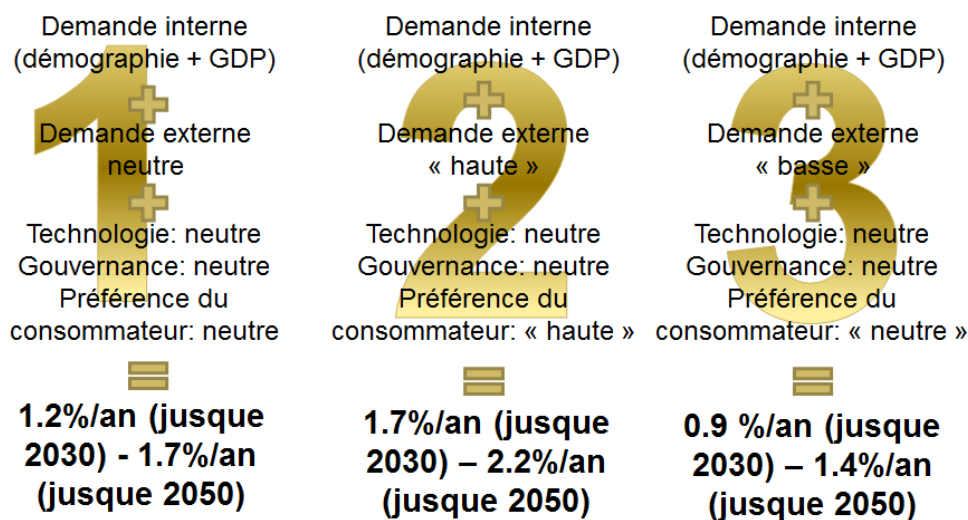 1
Demande interne
(démographie + GDP)
+
Demande externe
neutre
+
Technologie: neutre
Gouvernance: neutre
Préférence du
consommateur: neutre
=
1.2%/an (jusque
2030) - 1.7%/an
(jusque 2050)
2
Demande interne
(démographie + GDP)
+
Demande externe
« haute »
+
Technologie: neutre
Gouvernance: neutre
Préférence du
consommateur: « haute »
=
1.7%/an (jusque
2030) – 2.2%/an
(jusque 2050)
3
Demande interne
(démographie + GDP)
+
Demande externe
« basse »
+
Technologie: neutre
Gouvernance: neutre
Préférence du
consommateur: « neutre »
=
0.9 %/an (jusque
2030) – 1.4%/an
(jusque 2050)